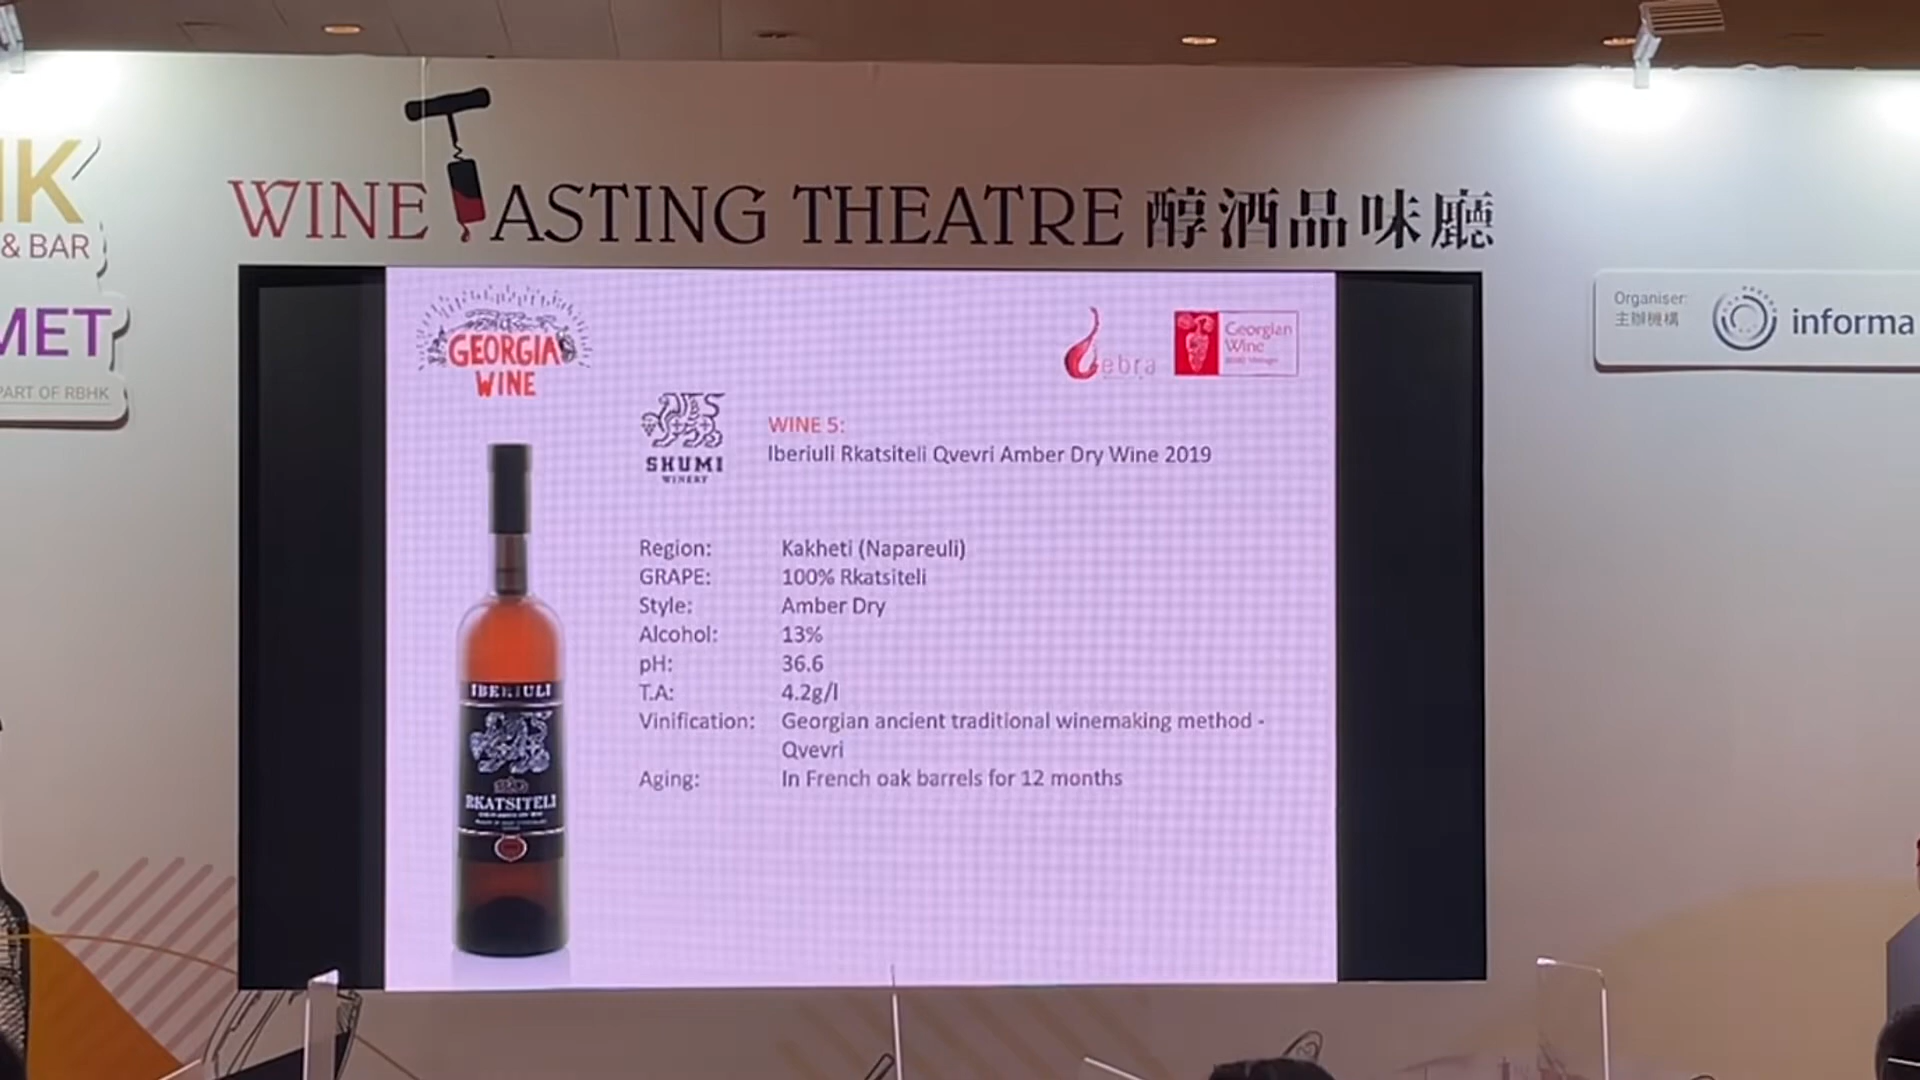 WINE TASTING THEATRE 醇酒品味廳
HK
& BAR
MET
PART OF RBHK
Organiser:
主辦機構
informa
GEORGIA
WINE
ebra
Georgian
Wine
SHUMI
WINERY
WINE 5:
Iberiuli Rkatsiteli Qvevri Amber Dry Wine 2019
Region: Kakheti (Napareuli)
GRAPE: 100% Rkatsiteli
Style: Amber Dry
Alcohol: 13%
pH: 36.6
T.A: 4.2g/l
Vinification: Georgian ancient traditional winemaking method -
Qvevri
Aging: In French oak barrels for 12 months
IBERIULI
RKATSITELI